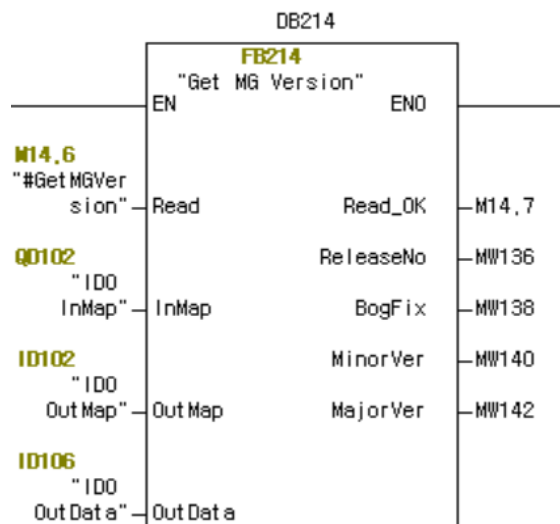 DB214
FB214
"Get MG Version"
EN ENO
M14.6
"#GetMGVer
sion" Read Read_OK M14.7
QD102 ReleaseNo MW136
"IDO
InMap" InMap BogFix MW138
ID102 MinorVer MW140
"IDO
OutMap" OutMap MajorVer MW142
ID106
"IDO
OutData" OutData